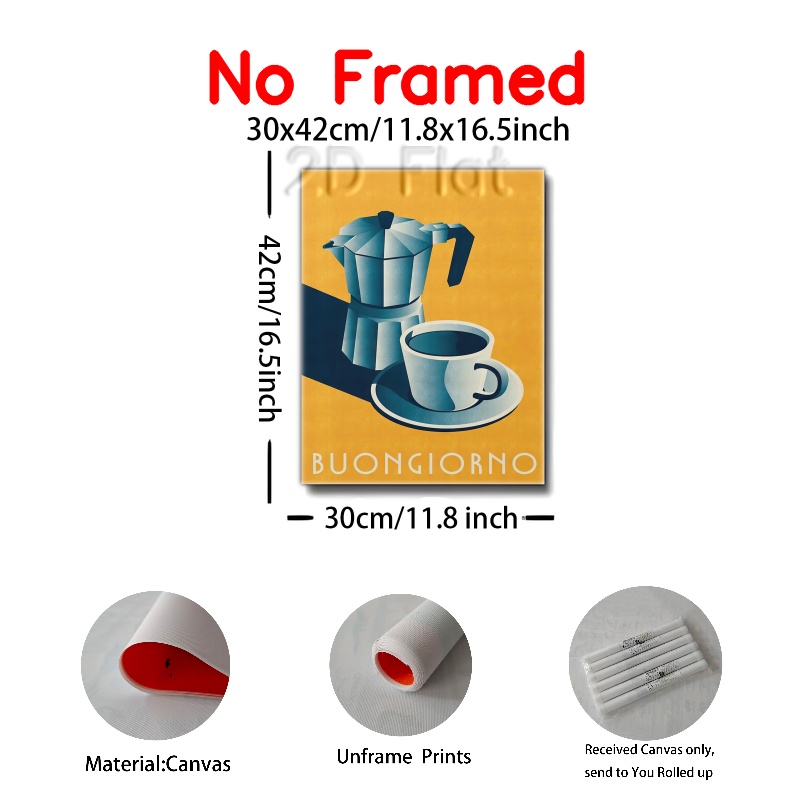 No Framed
30x42cm/11.8x16.5inch
2D Flat
42cm/16.5inch
BUONGIORNO
30cm/11.8 inch
Material:Canvas
Unframe Prints
Received Canvas only,
send to You Rolled up